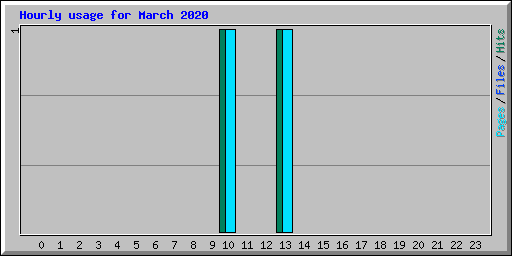 Hourly usage for March 2020
1
Pages/Files/Hits
0 1 2 3 4 5 6 7 8 9 10 11 12 13 14 15 16 17 18 19 20 21 22 23